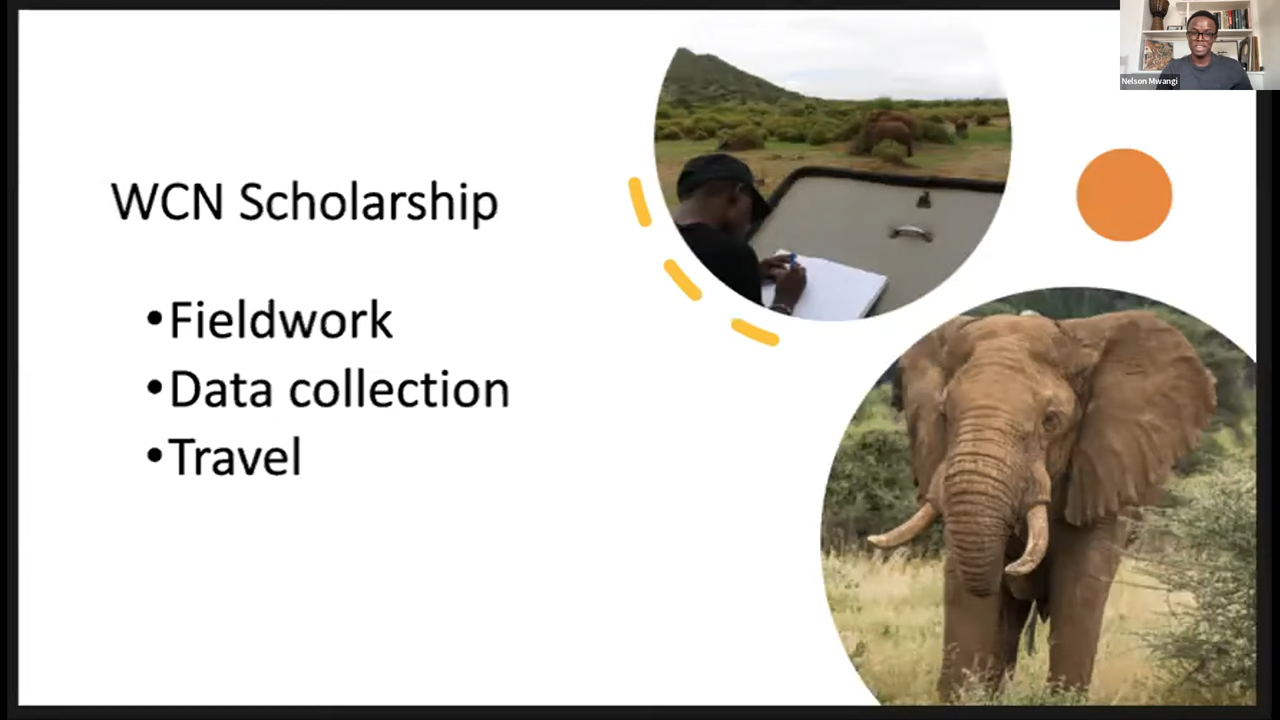 Nelson Mwangi
WCN Scholarship
•Fieldwork
•Data collection
•Travel